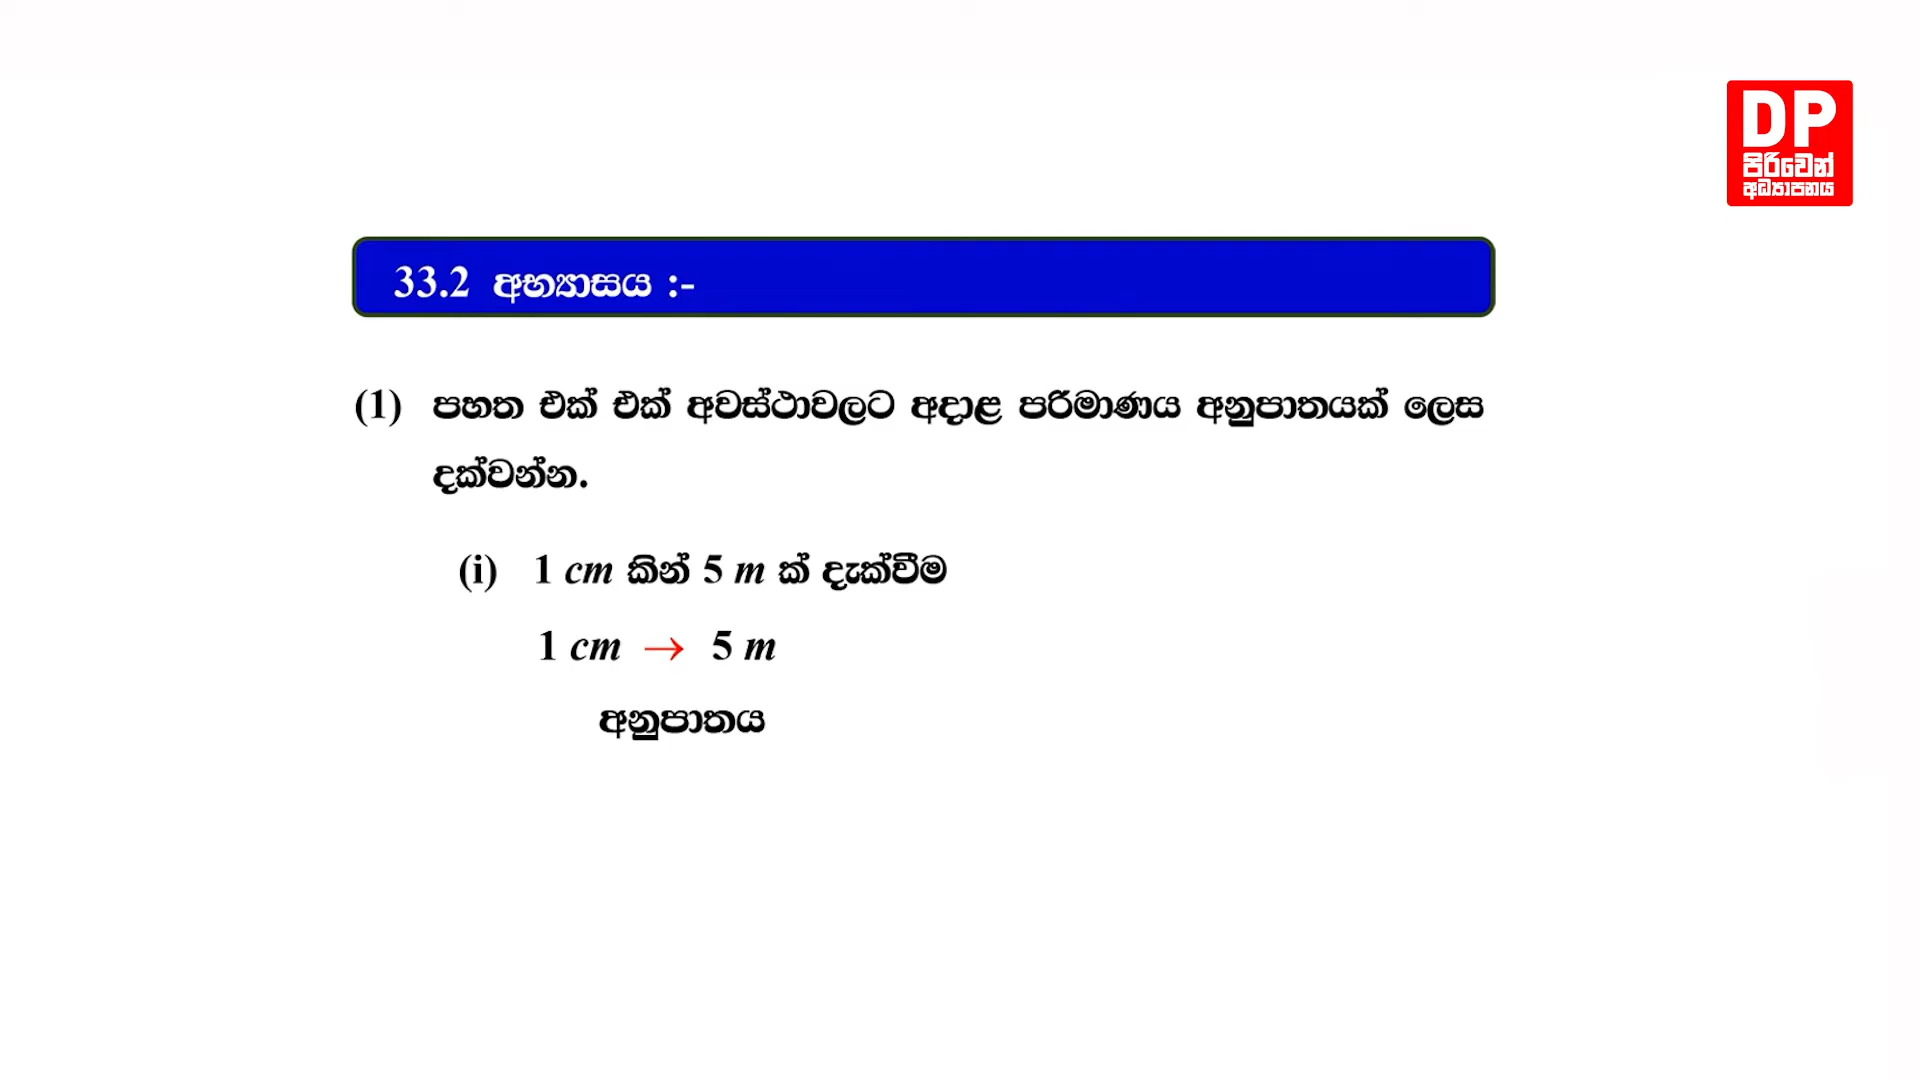 DP
පිරිවෙන්
අධ්‍යාපනය
33.2 අභ්‍යාසය :-
(1) පහත එක් එක් අවස්ථාවලට අදාළ පරිමාණය අනුපාතයක් ලෙස
දක්වන්න.
(i) 1 cm කින් 5 m ක් දැක්වීම
1 cm → 5 m
අනුපාතය